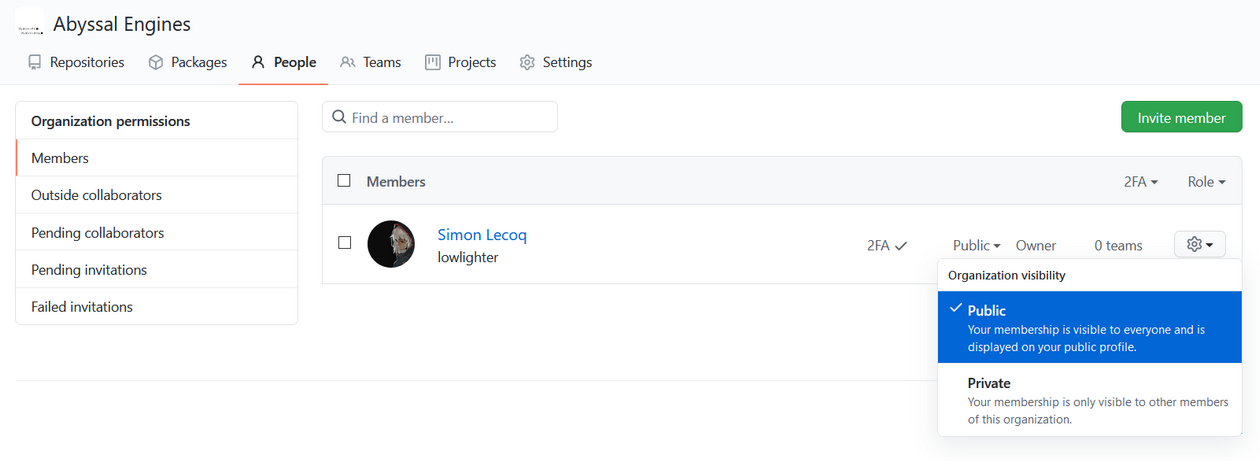 Abyssal Engines
Repositories Packages People Teams Projects Settings
Organization permissions
Members
Outside collaborators
Pending collaborators
Pending invitations
Failed invitations
Find a member...
Invite member
Members 2FA Role
Simon Lecoq
lowlighter
2FA Public Owner 0 teams
Organization visibility
Public
Your membership is visible to everyone and is
displayed on your public profile.
Private
Your membership is only visible to other members
of this organization.